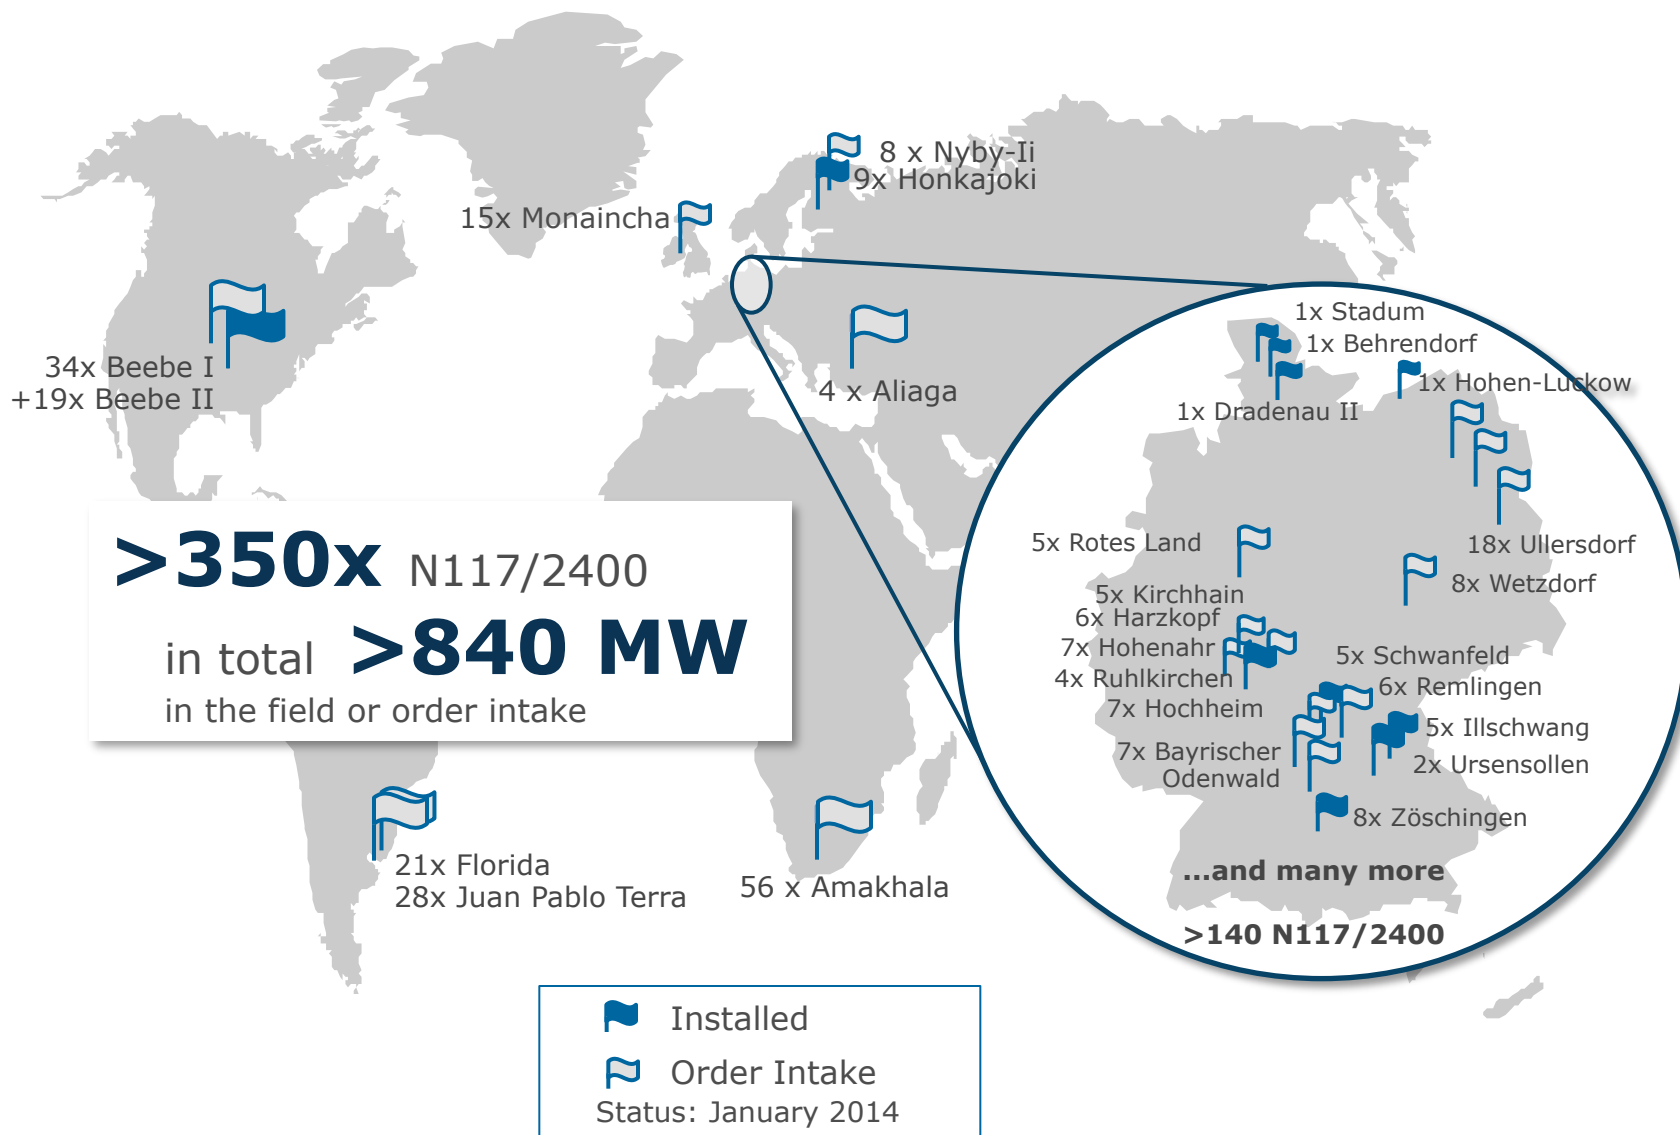 8 x Nyby-Ii
9x Honkajoki
15x Monaincha
34x Beebe I
+19x Beebe II
4 x Aliaga
>350x N117/2400
in total >840 MW
in the field or order intake
21x Florida
28x Juan Pablo Terra
56 x Amakhala
1x Stadum
1x Behrendorf
1x Hohen-Luckow
1x Dradenau II
5x Rotes Land
18x Ullersdorf
8x Wetzdorf
5x Kirchhain
6x Harzkopf
7x Hohenahr
4x Ruhlkirchen
7x Hochheim
5x Schwanfeld
6x Remlingen
5x Illschwang
2x Ursensollen
7x Bayrischer
Odenwald
8x Zöschingen
...and many more
>140 N117/2400
Installed
Order Intake
Status: January 2014